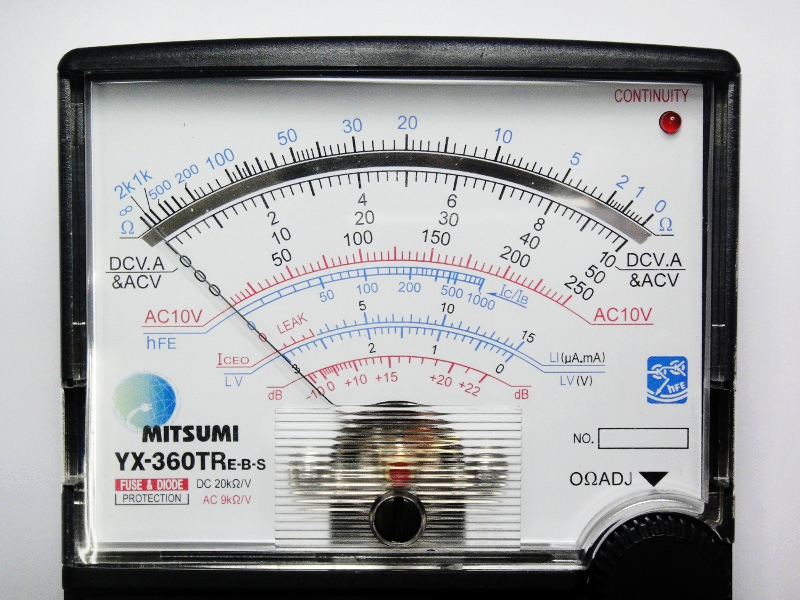 CONTINUITY
∞ 2k 1k 500 200 100 50 30 20 10 5 2 1 0
Ω Ω
0 2 4 6 8 10
0 10 20 30 40 50
0 50 100 150 200 250
DCV.A DCV.A
&ACV &ACV
AC10V AC10V
hFE 50 100 200 500 1000 IC/IB
LEAK
ICEO 5 10 15 LI(μA,mA)
LV 3 2 1 0 LV(V)
dB -10 0 +10 +15 +20 +22 dB
hFE
MITSUMI
YX-360TRE-B-S
FUSE & DIODE DC 20kΩ/V
PROTECTION AC 9kΩ/V
NO.
OΩADJ